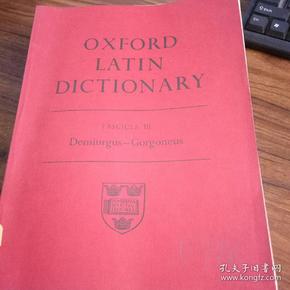 OXFORD
LATIN
DICTIONARY
FASCICLE III
Demiurgus–Gorgoneus
孔夫子旧书网